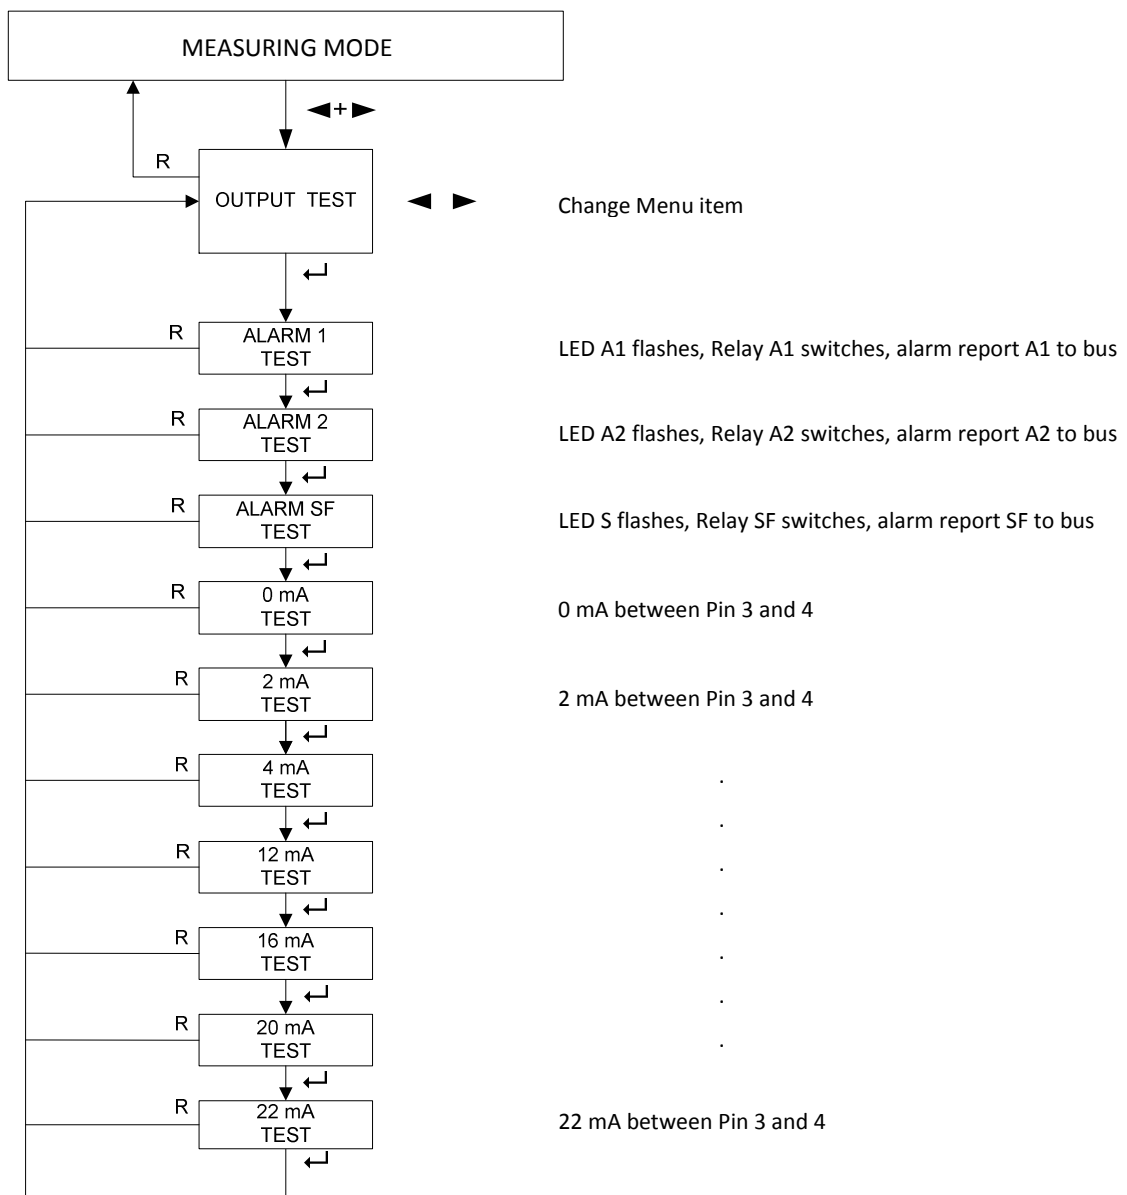 MEASURING MODE
+
R
OUTPUT TEST
Change Menu item
R
ALARM 1
TEST
LED A1 flashes, Relay A1 switches, alarm report A1 to bus
R
ALARM 2
TEST
LED A2 flashes, Relay A2 switches, alarm report A2 to bus
R
ALARM SF
TEST
LED S flashes, Relay SF switches, alarm report SF to bus
R
0 mA
TEST
0 mA between Pin 3 and 4
R
2 mA
TEST
2 mA between Pin 3 and 4
R
4 mA
TEST
.
.
R
12 mA
TEST
.
.
R
16 mA
TEST
.
.
R
20 mA
TEST
.
R
22 mA
TEST
22 mA between Pin 3 and 4